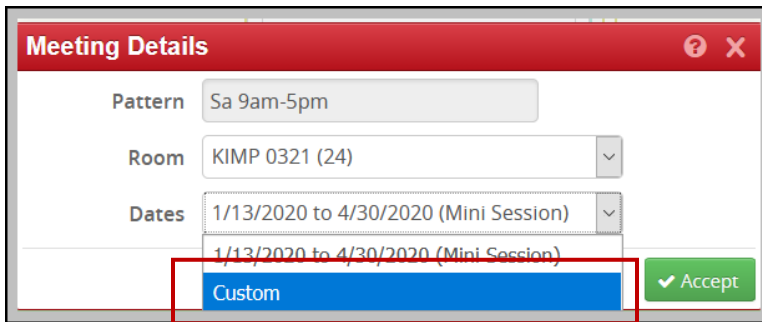 Meeting Details
Pattern Sa 9am-5pm
Room KIMP 0321 (24)
Dates 1/13/2020 to 4/30/2020 (Mini Session)
1/13/2020 to 4/30/2020 (Mini Session)
Custom
Accept